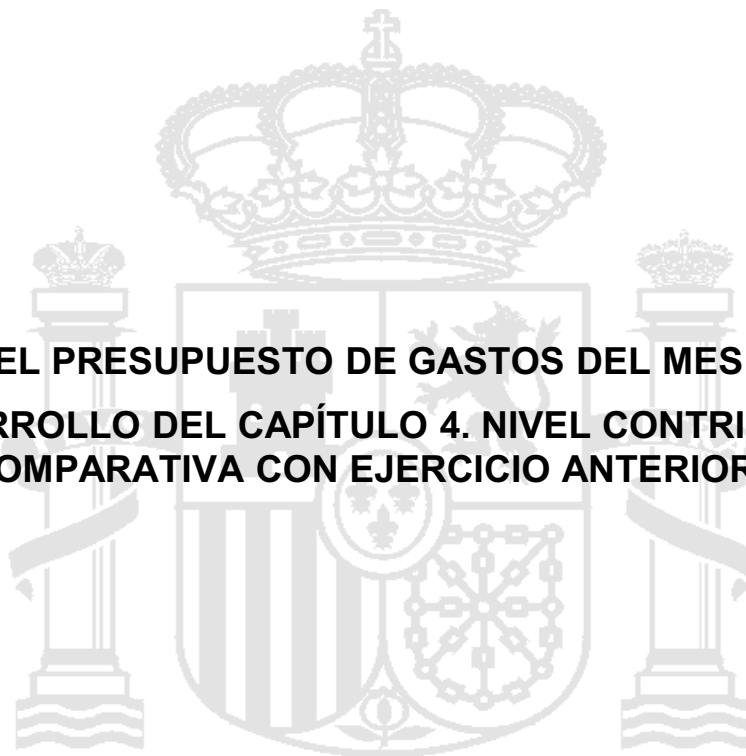 EL PRESUPUESTO DE GASTOS DEL MES
RROLLO DEL CAPÍTULO 4. NIVEL CONTRI
OMPARATIVA CON EJERCICIO ANTERIOR